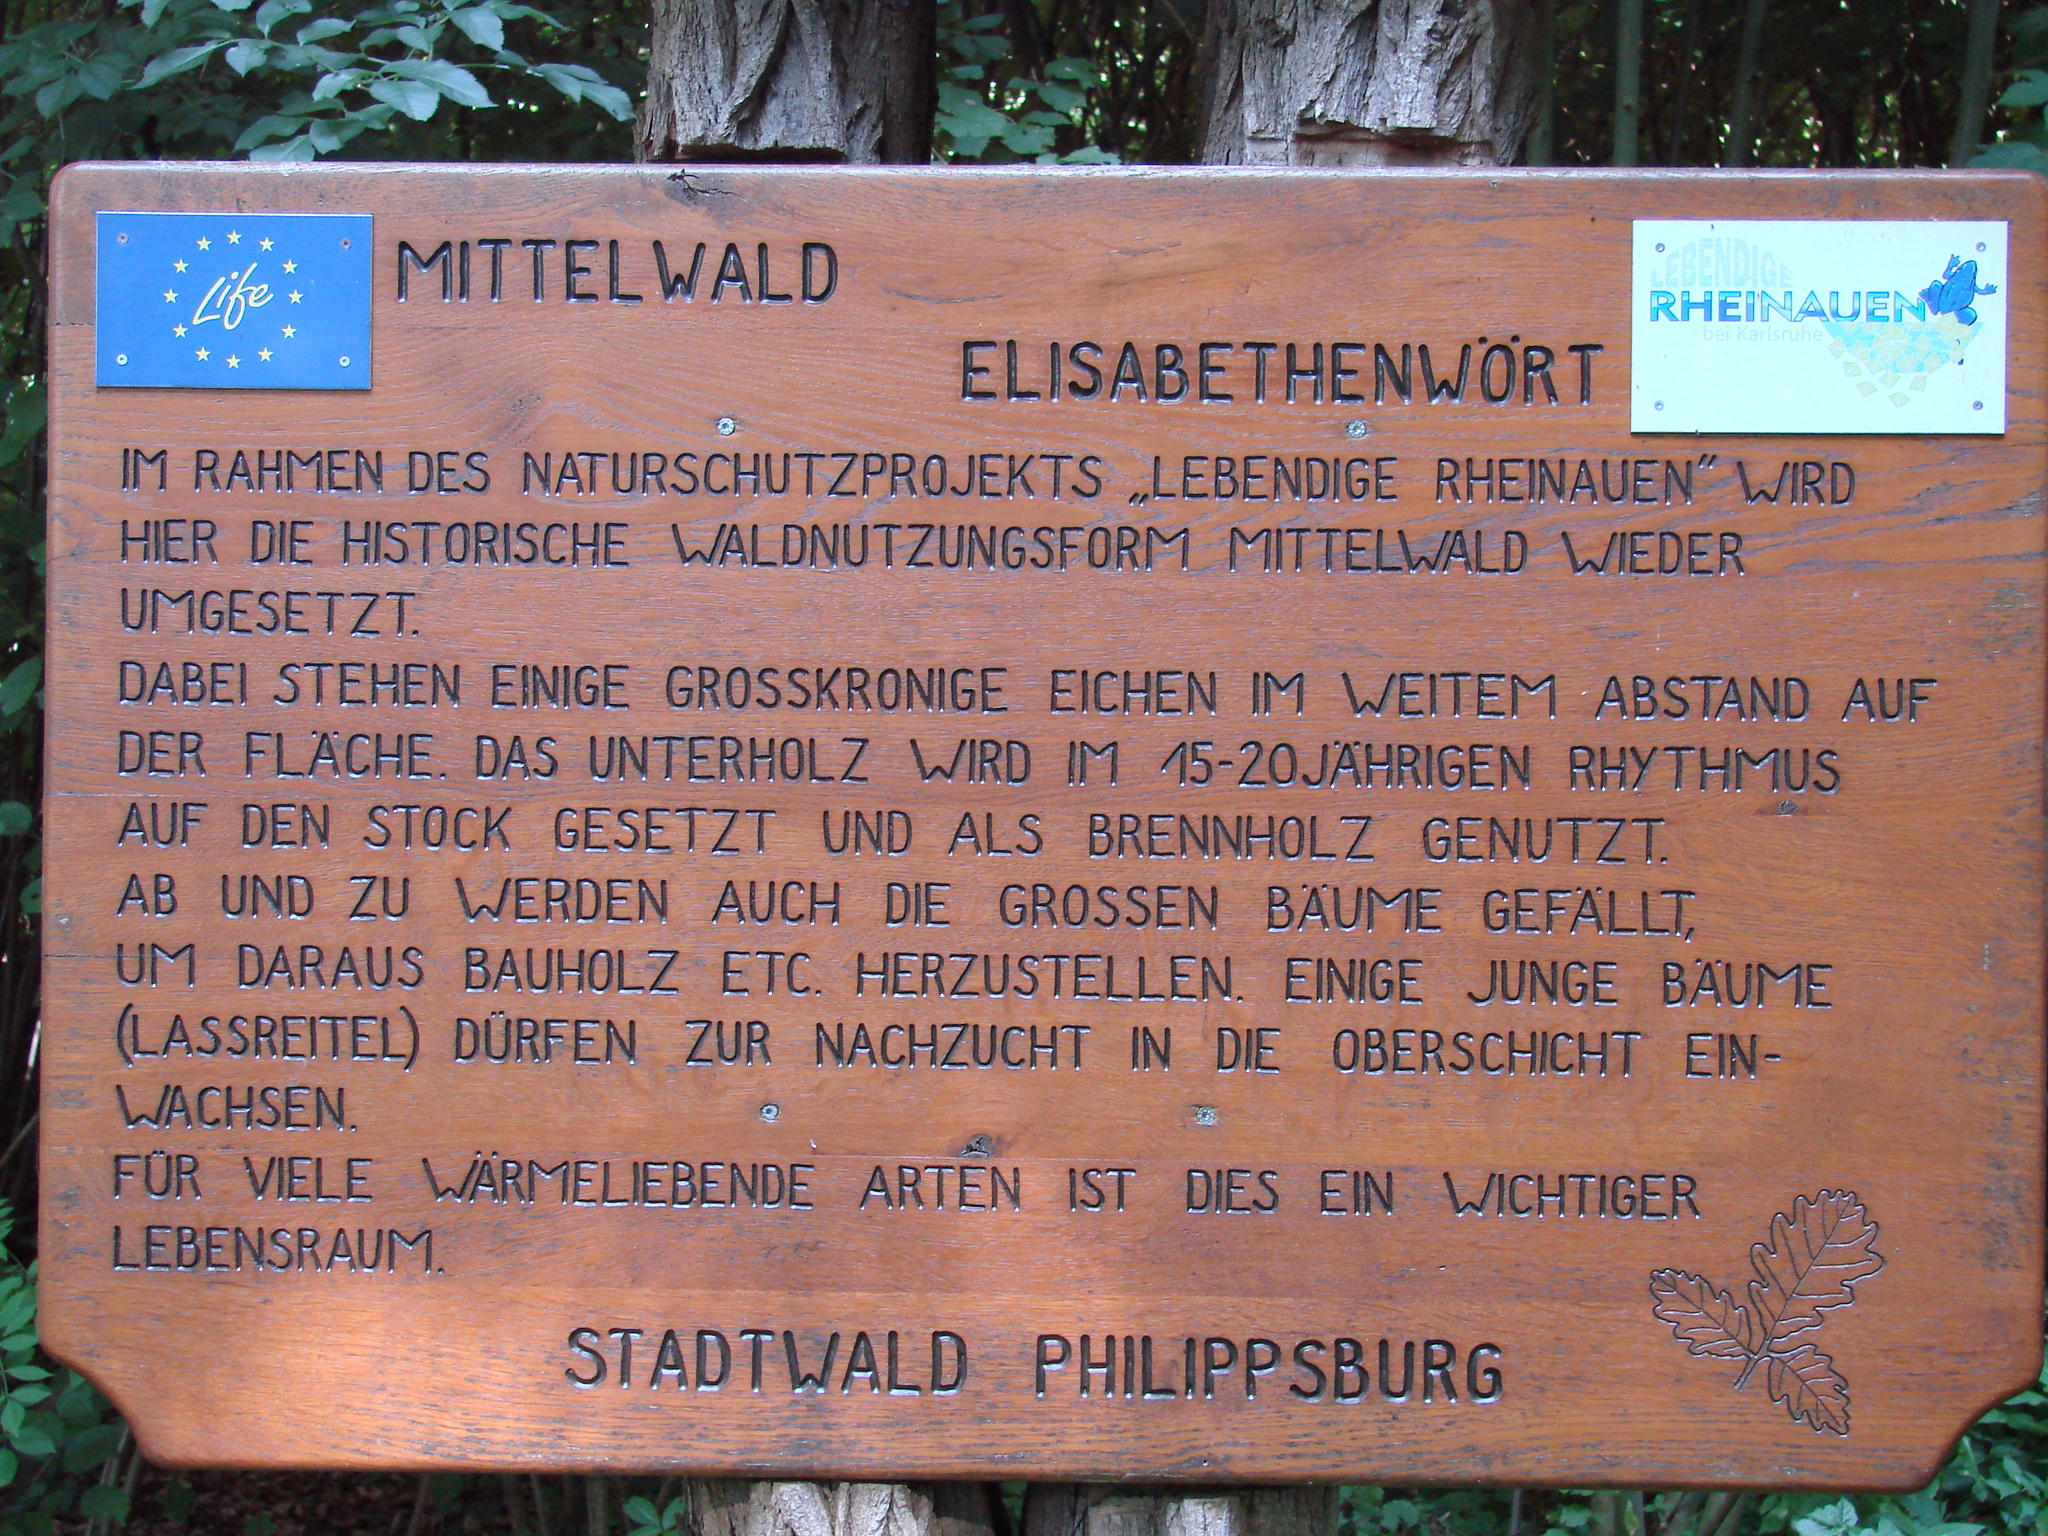 Life
MITTELWALD
ELISABETHENWÖRT
LEBENDIGE
RHEINAUEN
bei Karlsruhe
IM RAHMEN DES NATURSCHUTZPROJEKTS „LEBENDIGE RHEINAUEN“ WIRD
HIER DIE HISTORISCHE WALDNUTZUNGSFORM MITTELWALD WIEDER
UMGESETZT.
DABEI STEHEN EINIGE GROSSKRONIGE EICHEN IM WEITEM ABSTAND AUF
DER FLÄCHE. DAS UNTERHOLZ WIRD IM 15-20JÄHRIGEN RHYTHMUS
AUF DEN STOCK GESETZT UND ALS BRENNHOLZ GENUTZT.
AB UND ZU WERDEN AUCH DIE GROSSEN BÄUME GEFÄLLT,
UM DARAUS BAUHOLZ ETC. HERZUSTELLEN. EINIGE JUNGE BÄUME
(LASSREITEL) DÜRFEN ZUR NACHZUCHT IN DIE OBERSCHICHT EIN-
WACHSEN.
FÜR VIELE WÄRMELIEBENDE ARTEN IST DIES EIN WICHTIGER
LEBENSRAUM.
STADTWALD PHILIPPSBURG